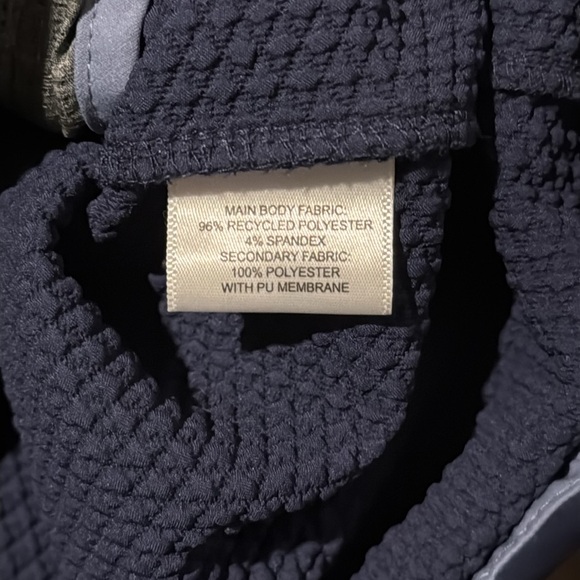 MAIN BODY FABRIC:
96% RECYCLED POLYESTER
4% SPANDEX
SECONDARY FABRIC:
100% POLYESTER
WITH PU MEMBRANE